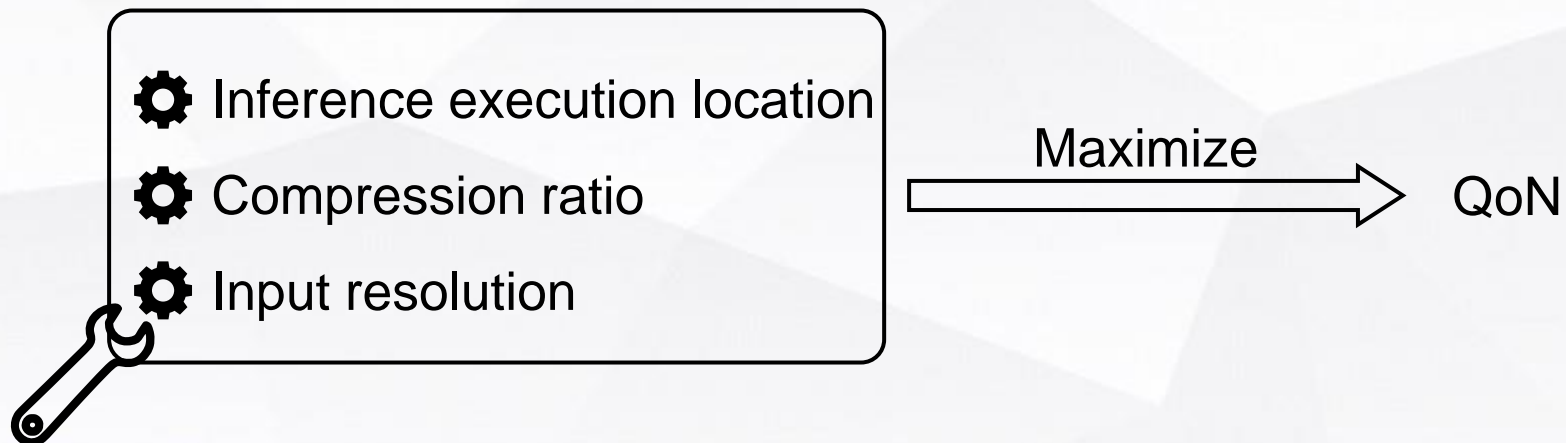 Inference execution location
Compression ratio
Input resolution
Maximize
QoN